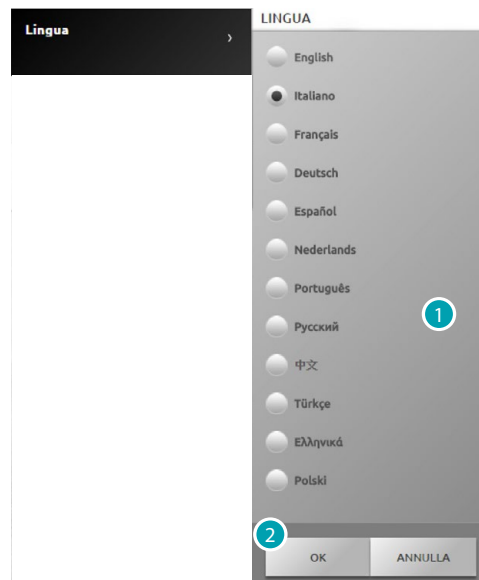 Lingua
LINGUA
English
Italiano
Français
Deutsch
Español
Nederlands
Português
1
Русский
中文
Türkçe
Ελληνικά
Polski
2
OK ANNULLA